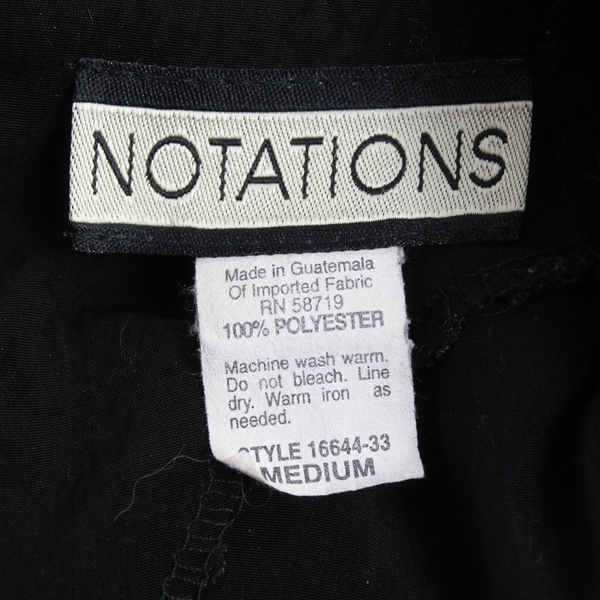 NOTATIONS
Made in Guatemala
Of Imported Fabric
RN 58719
100% POLYESTER
Machine wash warm.
Do not bleach. Line
dry. Warm iron as
needed.
STYLE 16644-33
MEDIUM